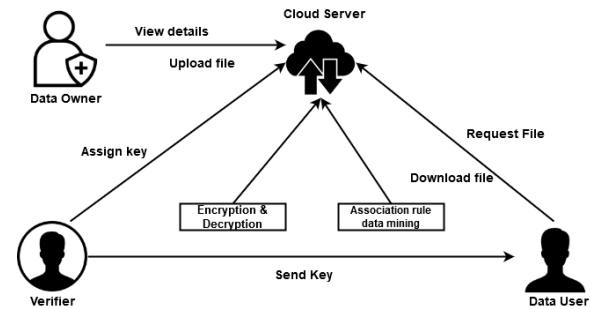 Cloud Server
View details
Upload file
Data Owner
Request File
Assign key
Download file
Encryption &
Decryption
Association rule
data mining
Send Key
Verifier
Data User